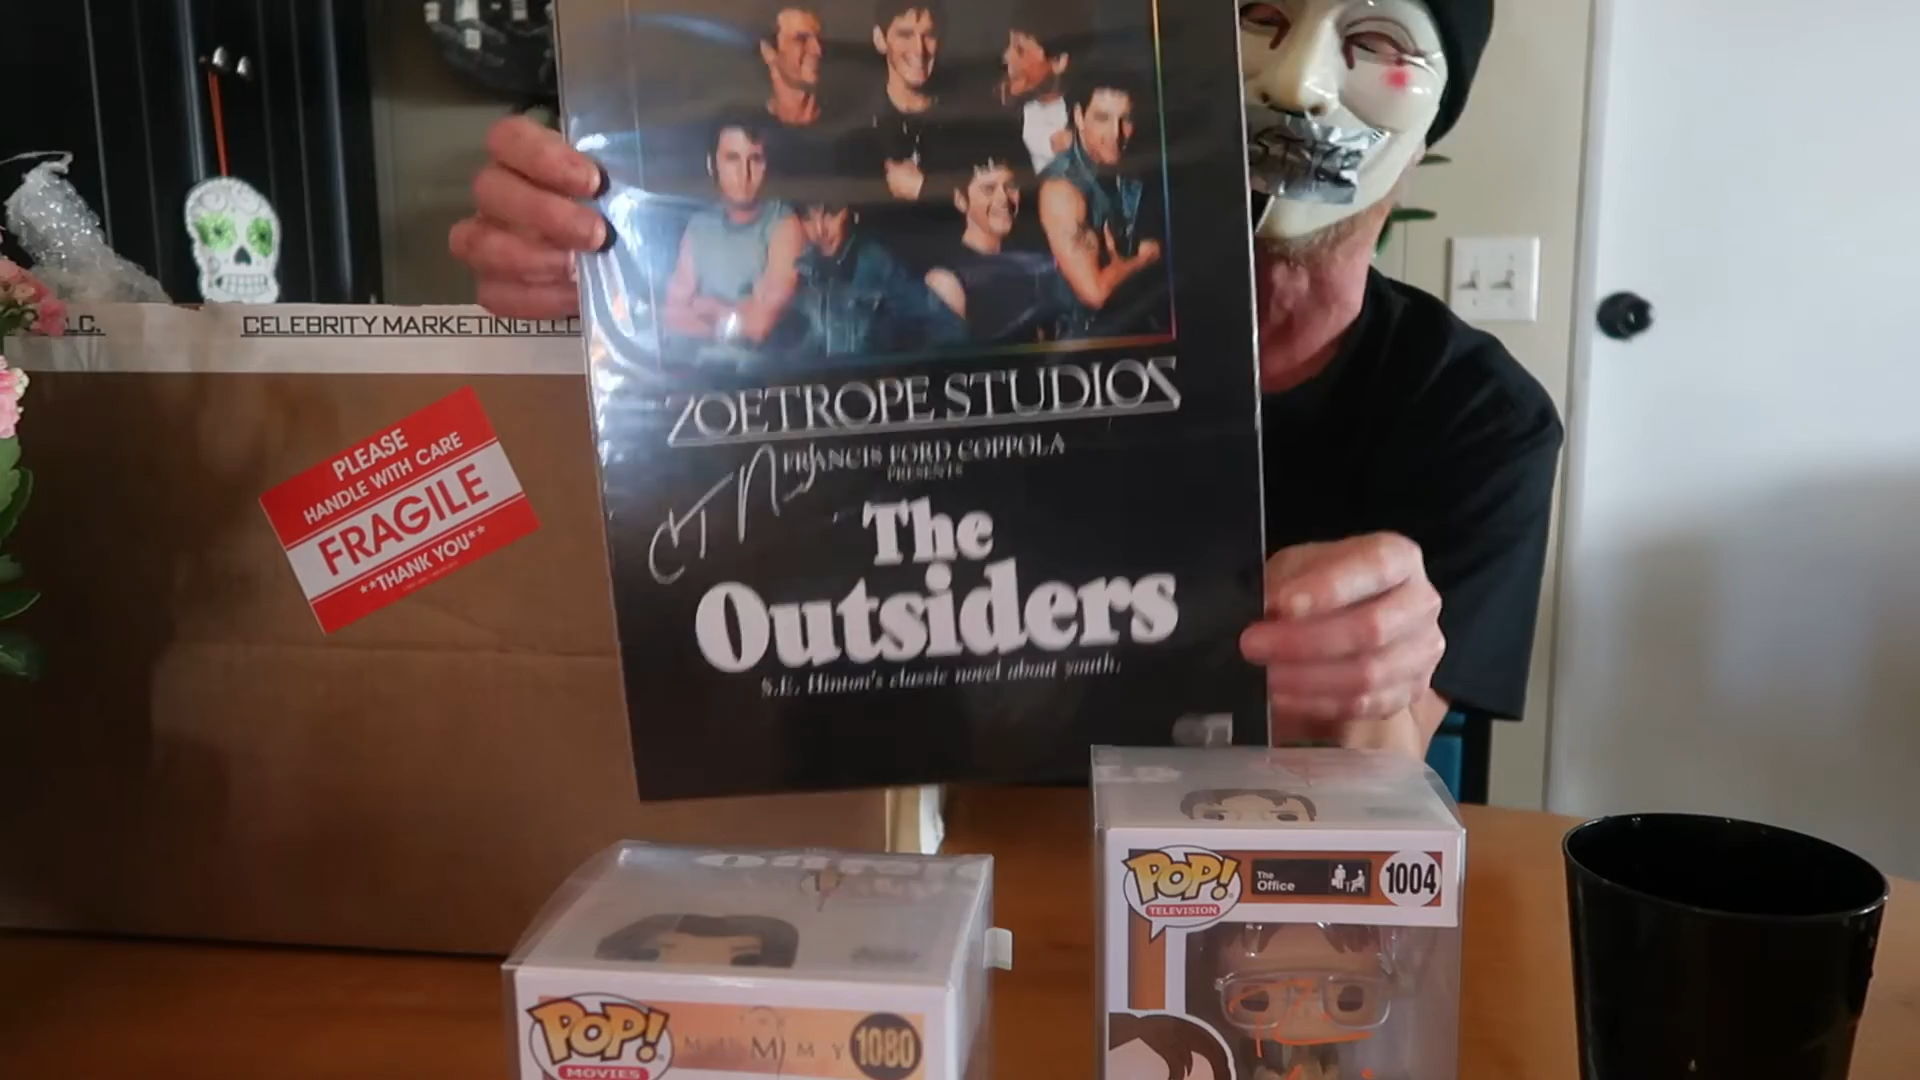 CELEBRITY MARKETING LLC
PLEASE
HANDLE WITH CARE
FRAGILE
**THANK YOU**
ZOETROPE STUDIOS
FRANCIS FORD COPPOLA
PRESENTS
The
Outsiders
S.E. Hinton's classic novel about youth.
POP!
TELEVISION
The
Office
1004
POP!
MOVIES
MUMMY
1080